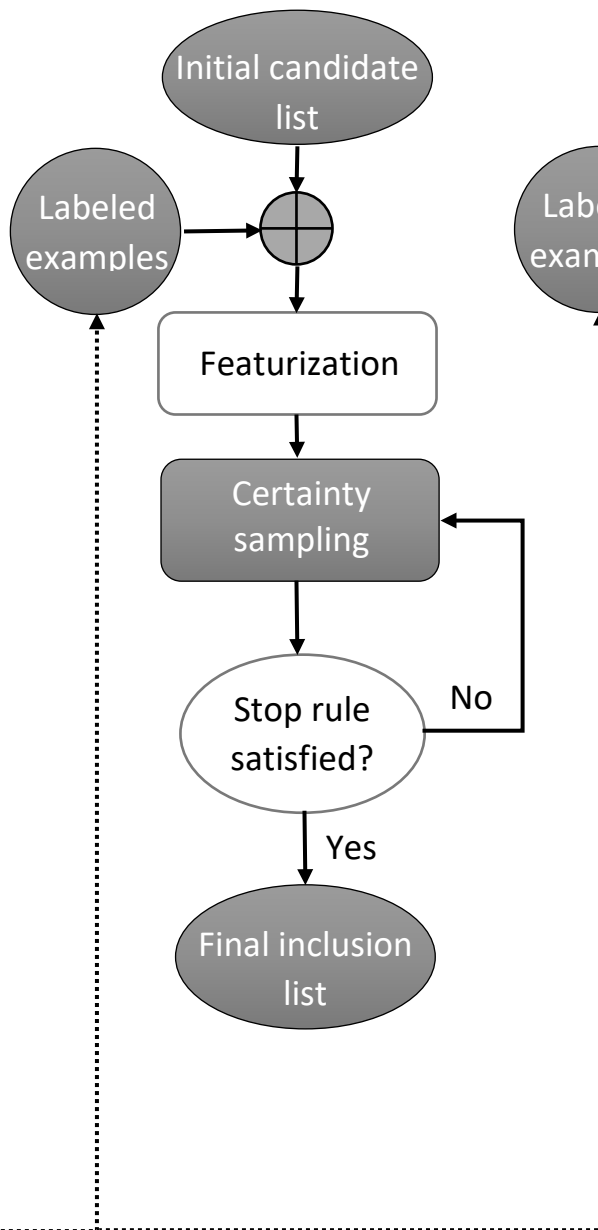 Initial candidate
list
Labeled
examples
Featurization
Certainty
sampling
No
Stop rule
satisfied?
Yes
Final inclusion
list